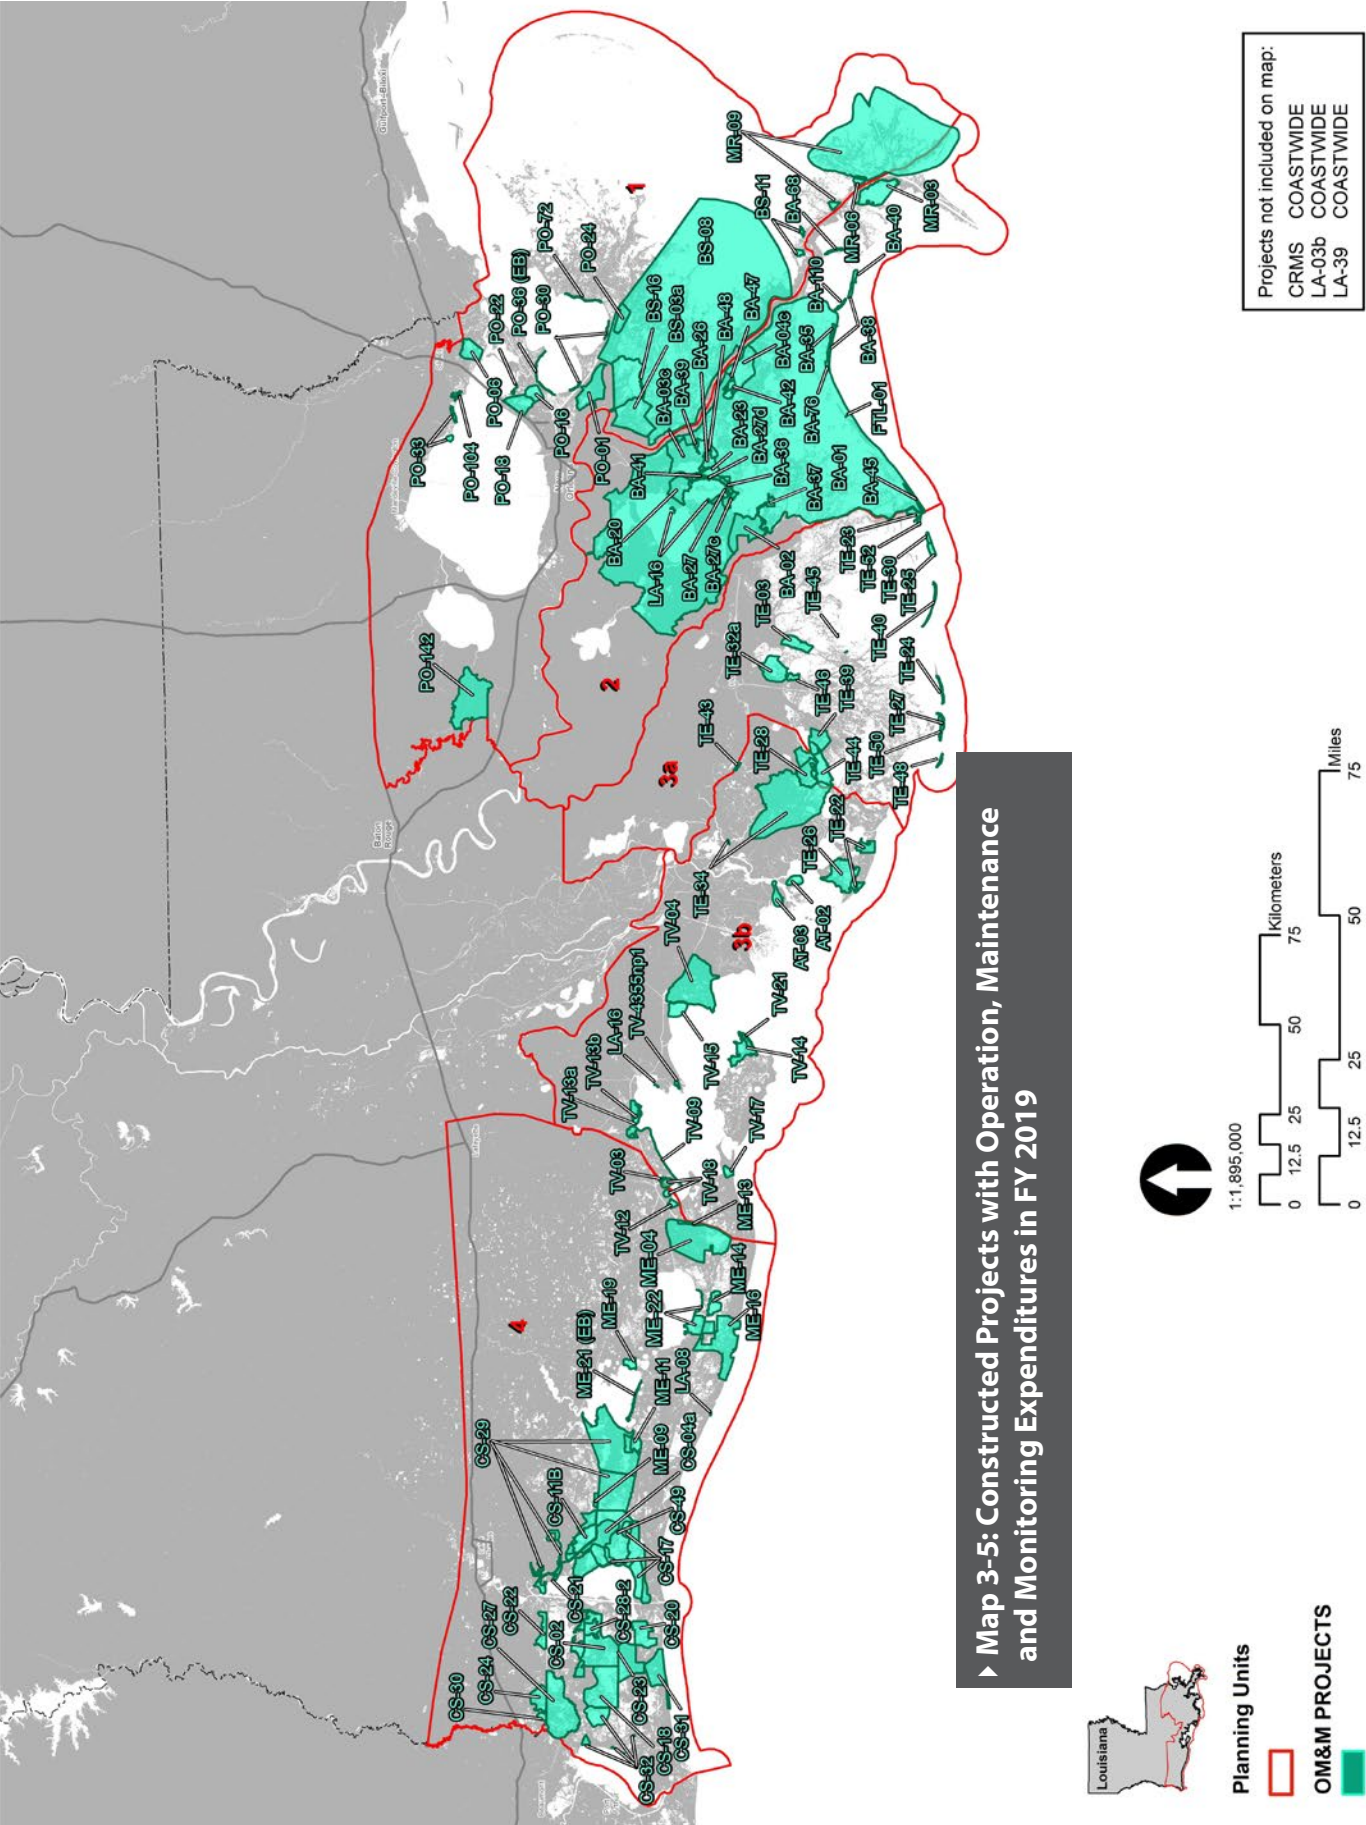 Gulfport-Biloxi
Baton
Rouge
Lafayette
Beaumont
1
2
3a
3b
4
MR-09
BS-11
BA-68
MR-06
BA-40
MR-03
PO-72
PO-24
BS-08
PO-22
PO-36 (EB)
PO-30
BS-16
BS-03a
BA-26
BA-48
BA-47
BA-110
BA-04c
BA-35
BA-38
PO-33
PO-104
PO-06
PO-18
PO-16
PO-01
BA-03c
BA-39
BA-41
BA-23
BA-27d
BA-42
BA-76
FTL-01
BA-36
BA-37
BA-01
BA-45
BA-20
LA-16
BA-27
BA-27c
BA-02
PO-142
TE-23
TE-52
TE-30
TE-25
TE-45
TE-03
TE-32a
TE-40
TE-24
TE-46
TE-39
TE-27
TE-50
TE-48
TE-43
TE-28
TE-44
TE-22
TE-26
TE-34
AT-02
AT-03
TV-04
TV-4355np1
LA-16
TV-13b
TV-13a
TV-15
TV-21
TV-14
TV-09
TV-17
TV-03
TV-18
TV-12
ME-13
ME-04
ME-14
ME-22
ME-16
ME-19
ME-21 (EB)
ME-11
LA-08
ME-09
CS-04a
CS-29
CS-11B
CS-49
CS-17
CS-21
CS-22
CS-27
CS-28-2
CS-20
CS-02
CS-24
CS-30
CS-23
CS-31
CS-18
CS-32
▶ Map 3-5: Constructed Projects with Operation, Maintenance
and Monitoring Expenditures in FY 2019
Louisiana
Planning Units
OM&M PROJECTS
1:1,895,000
0 12.5 25 50 75
Kilometers
0 12.5 25 50 75
Miles
Projects not included on map:
CRMS COASTWIDE
LA-03b COASTWIDE
LA-39 COASTWIDE